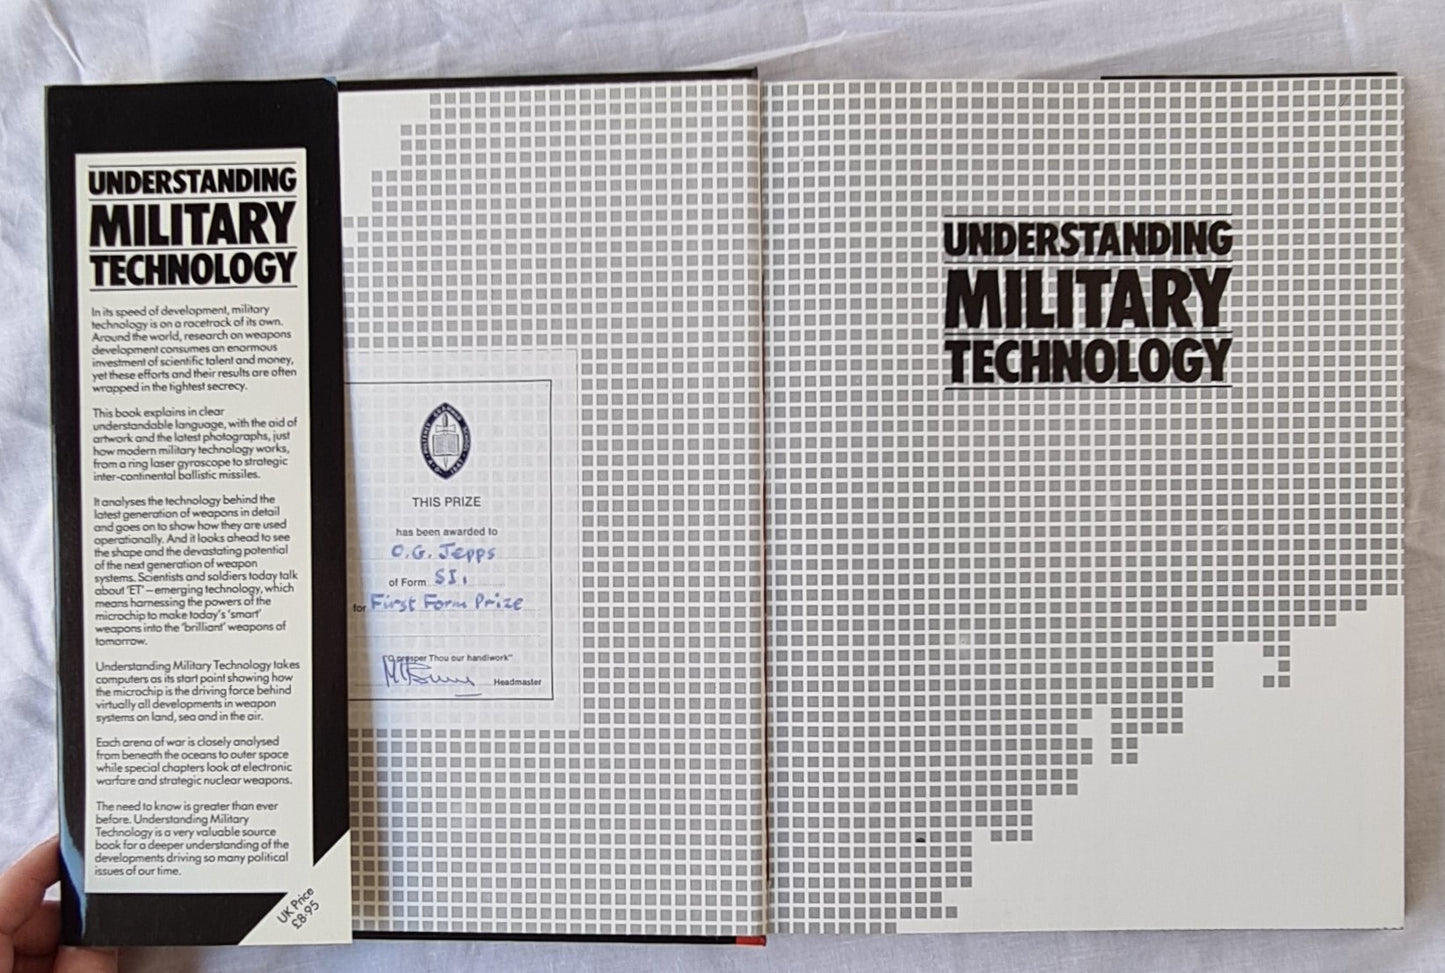 UNDERSTANDING
MILITARY
TECHNOLOGY
In its speed of development, military
technology is on a racetrack of its own.
Around the world, research on weapons
development consumes an enormous
investment of scientific talent and money,
yet these efforts and their results are often
wrapped in the tightest secrecy.
This book explains in clear
understandable language, with the aid of
artwork and the latest photographs, just
how modern military technology works,
from a ring laser gyroscope to strategic
inter-continental ballistic missiles.
It analyses the technology behind the
latest generation of weapons in detail
and goes on to show how they are used
operationally. And it looks ahead to see
the shape and the devastating potential
of the next generation of weapon
systems. Scientists and soldiers today talk
about 'ET' – emerging technology, which
means harnessing the powers of the
microchip to make today's 'smart'
weapons into the 'brilliant' weapons of
tomorrow.
Understanding Military Technology takes
computers as its start point showing how
the microchip is the driving force behind
virtually all developments in weapon
systems on land, sea and in the air.
Each arena of war is closely analysed
from beneath the oceans to outer space
while special chapters look at electronic
warfare and strategic nuclear weapons.
The need to know is greater than ever
before. Understanding Military
Technology is a very valuable source
book for a deeper understanding of the
developments driving so many political
issues of our time.
UK Price
£8·95
THIS PRIZE
has been awarded to
O.G. Jepps
of Form SI,
for First Form Prize
"O prosper Thou our handiwork"
Headmaster
UNDERSTANDING
MILITARY
TECHNOLOGY